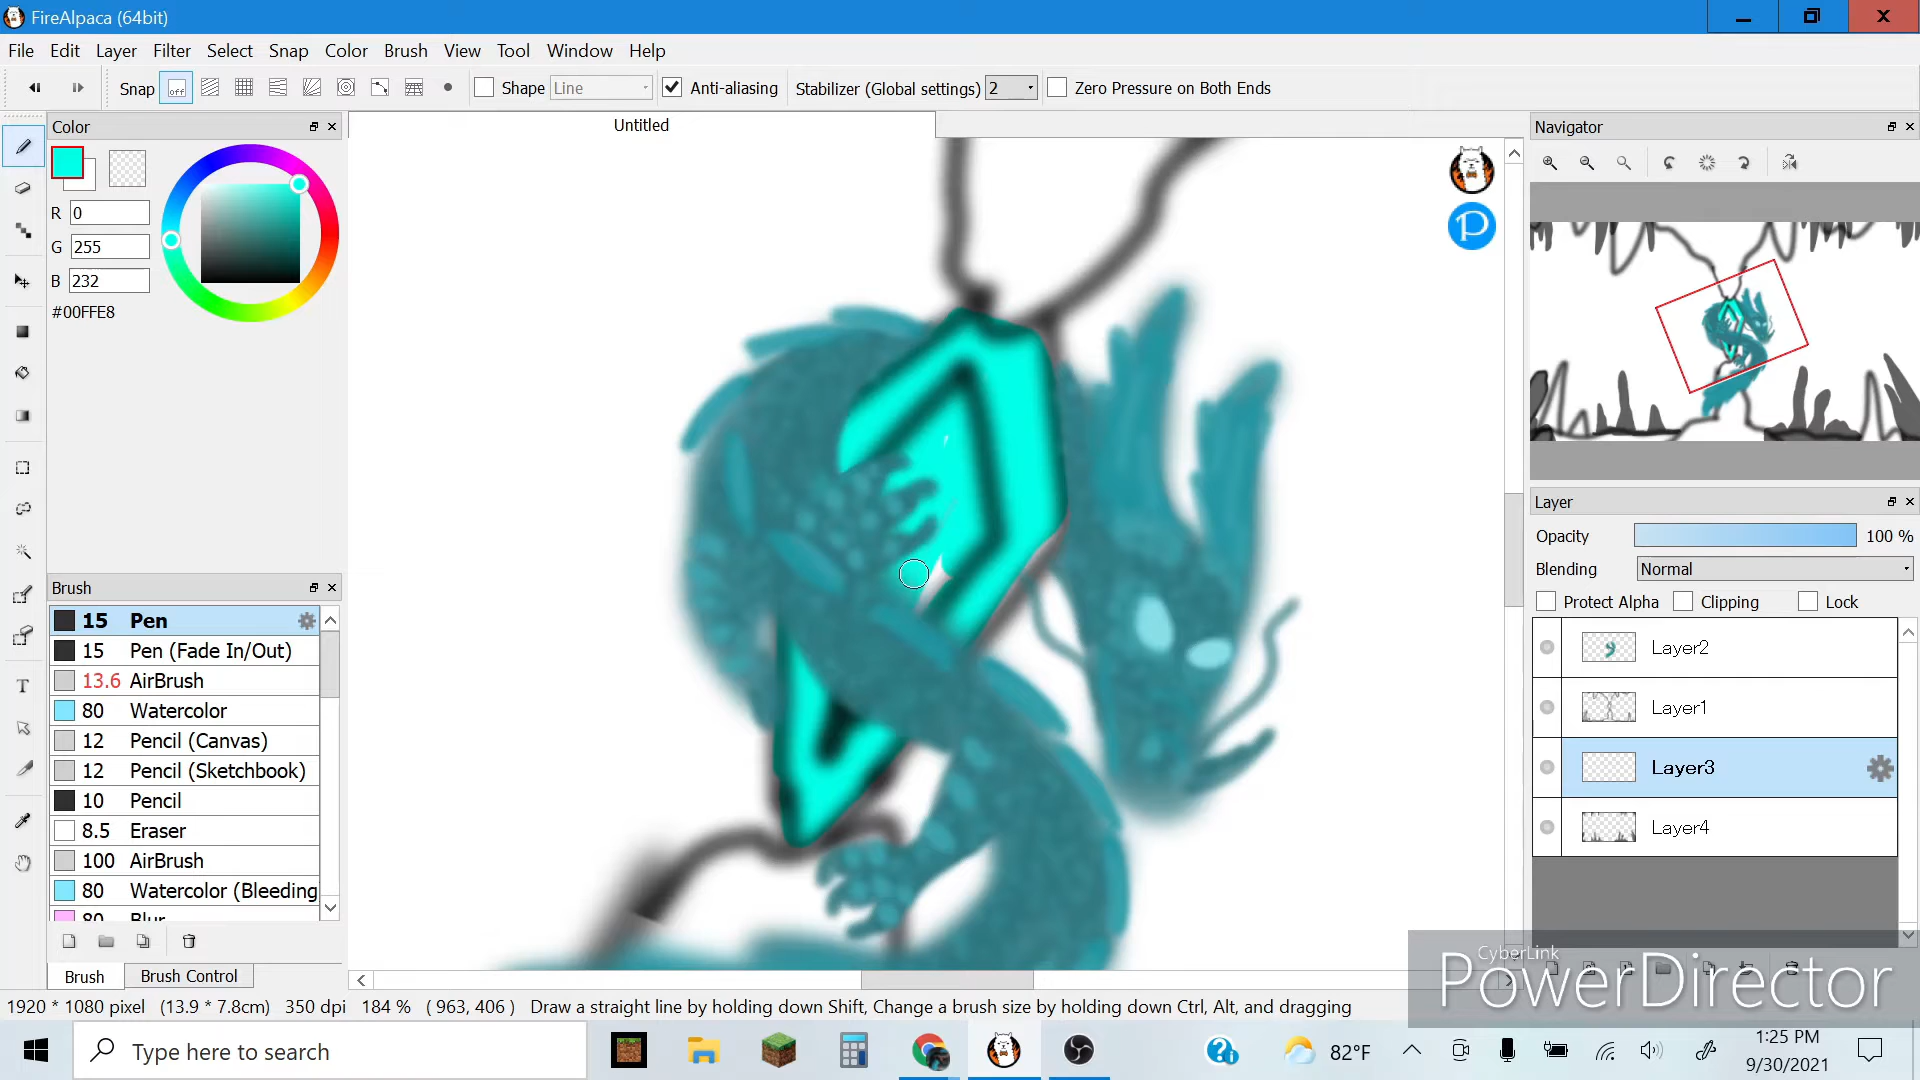 FireAlpaca (64bit)
File Edit Layer Filter Select Snap Color Brush View Tool Window Help
Snap off Shape Line Anti-aliasing Stabilizer (Global settings) 2 Zero Pressure on Both Ends
Color
Untitled
Navigator
R 0
G 255
B 232
#00FFE8
Layer
Opacity 100 %
Blending Normal
Protect Alpha Clipping Lock
Brush
15 Pen
15 Pen (Fade In/Out)
13.6 AirBrush
80 Watercolor
12 Pencil (Canvas)
12 Pencil (Sketchbook)
10 Pencil
8.5 Eraser
100 AirBrush
80 Watercolor (Bleeding
80 Blur
Layer2
Layer1
Layer3
Layer4
Brush Brush Control
CyberLink
PowerDirector
1920 * 1080 pixel (13.9 * 7.8cm) 350 dpi 184 % ( 963, 406 ) Draw a straight line by holding down Shift, Change a brush size by holding down Ctrl, Alt, and dragging
Type here to search
82°F
1:25 PM
9/30/2021